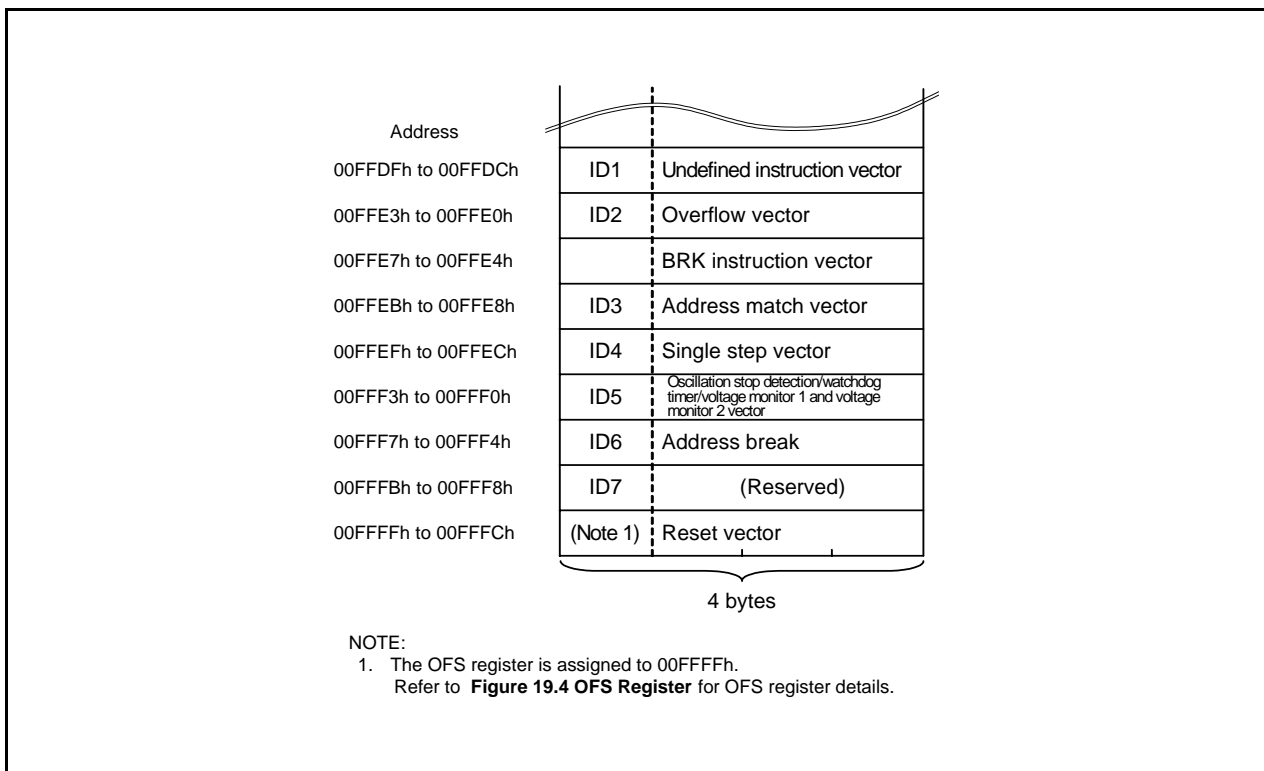 Address
00FFDFh to 00FFDCh ID1 Undefined instruction vector
00FFE3h to 00FFE0h ID2 Overflow vector
00FFE7h to 00FFE4h BRK instruction vector
00FFEBh to 00FFE8h ID3 Address match vector
00FFEFh to 00FFECh ID4 Single step vector
00FFF3h to 00FFF0h ID5 Oscillation stop detection/watchdog
timer/voltage monitor 1 and voltage
monitor 2 vector
00FFF7h to 00FFF4h ID6 Address break
00FFFBh to 00FFF8h ID7 (Reserved)
00FFFFh to 00FFFCh (Note 1) Reset vector
4 bytes
NOTE:
1. The OFS register is assigned to 00FFFFh.
Refer to Figure 19.4 OFS Register for OFS register details.